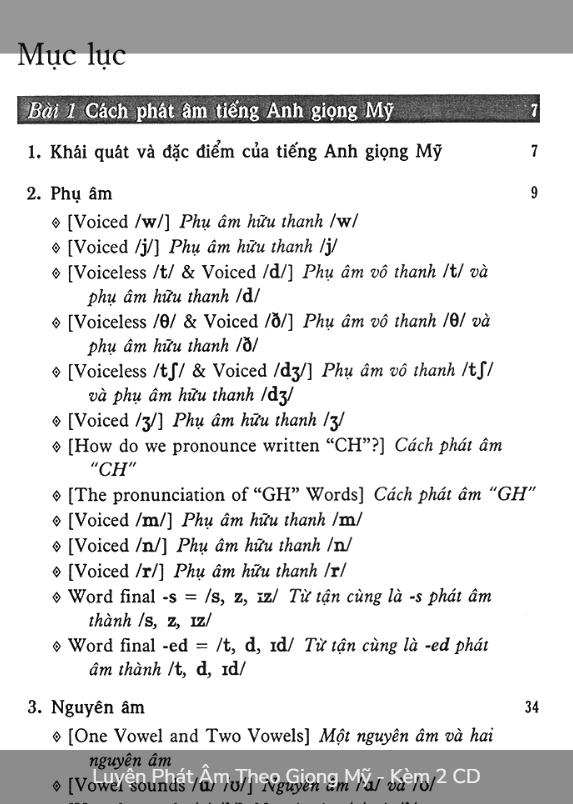 Mục lục
Bài 1 Cách phát âm tiếng Anh giọng Mỹ 7
1. Khái quát và đặc điểm của tiếng Anh giọng Mỹ 7
2. Phụ âm 9
◈ [Voiced /w/] Phụ âm hữu thanh /w/
◈ [Voiced /j/] Phụ âm hữu thanh /j/
◈ [Voiceless /t/ & Voiced /d/] Phụ âm vô thanh /t/ và
phụ âm hữu thanh /d/
◈ [Voiceless /θ/ & Voiced /ð/] Phụ âm vô thanh /θ/ và
phụ âm hữu thanh /ð/
◈ [Voiceless /tʃ/ & Voiced /dʒ/] Phụ âm vô thanh /tʃ/
và phụ âm hữu thanh /dʒ/
◈ [Voiced /ʒ/] Phụ âm hữu thanh /ʒ/
◈ [How do we pronounce written “CH”?] Cách phát âm
“CH”
◈ [The pronunciation of “GH” Words] Cách phát âm “GH”
◈ [Voiced /m/] Phụ âm hữu thanh /m/
◈ [Voiced /n/] Phụ âm hữu thanh /n/
◈ [Voiced /r/] Phụ âm hữu thanh /r/
◈ Word final -s = /s, z, ɪz/ Từ tận cùng là -s phát âm
thành /s, z, ɪz/
◈ Word final -ed = /t, d, ɪd/ Từ tận cùng là -ed phát
âm thành /t, d, ɪd/
3. Nguyên âm 34
◈ [One Vowel and Two Vowels] Một nguyên âm và hai
nguyên âm
◈ [Vowel sounds /ɑ/ /ʊ/] Nguyên âm /ɑ/ và /ʊ/
Luyện Phát Âm Theo Giọng Mỹ - Kèm 2 CD